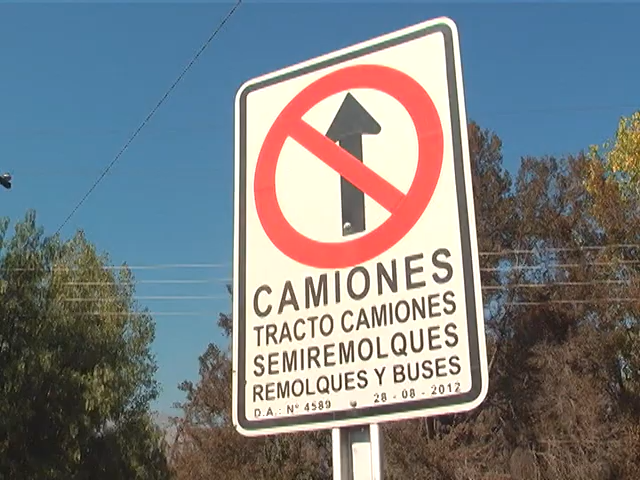 CAMIONES
TRACTO CAMIONES
SEMIREMOLQUES
REMOLQUES Y BUSES
D.A.: N° 4589 28 - 08 - 2012